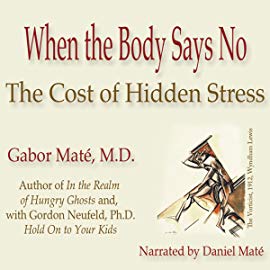 When the Body Says No
The Cost of Hidden Stress
Gabor Maté, M.D.
Author of In the Realm
of Hungry Ghosts and,
with Gordon Neufeld, Ph.D.
Hold On to Your Kids
The Vorticist, 1912, Wyndham Lewis
Narrated by Daniel Maté